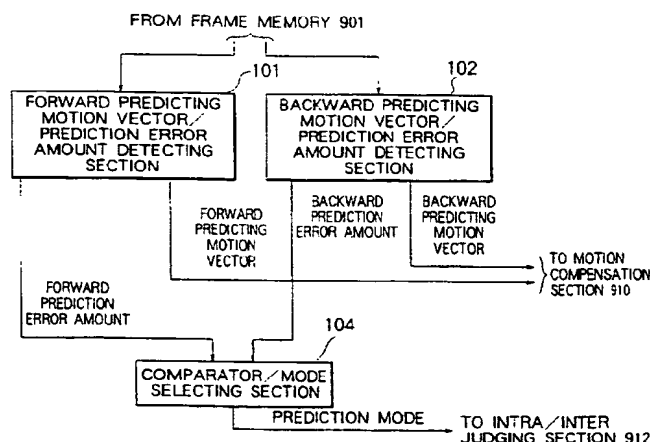 FROM FRAME MEMORY 901
101
102
FORWARD PREDICTING
MOTION VECTOR/
PREDICTION ERROR
AMOUNT DETECTING
SECTION
BACKWARD PREDICTING
MOTION VECTOR/
PREDICTION ERROR
AMOUNT DETECTING
SECTION
FORWARD
PREDICTING
MOTION
VECTOR
BACKWARD
PREDICTION
ERROR AMOUNT
BACKWARD
PREDICTING
MOTION
VECTOR
TO MOTION
COMPENSATION
SECTION 910
FORWARD
PREDICTION
ERROR AMOUNT
104
COMPARATOR/MODE
SELECTING SECTION
PREDICTION MODE
TO INTRA/INTER
JUDGING SECTION 912